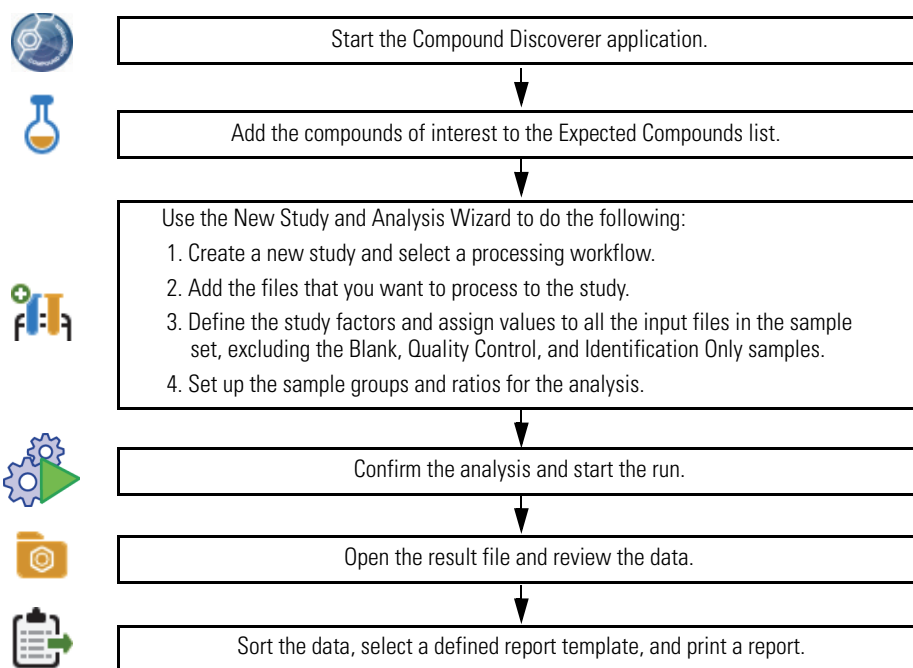 Start the Compound Discoverer application.
Add the compounds of interest to the Expected Compounds list.
Use the New Study and Analysis Wizard to do the following:
1. Create a new study and select a processing workflow.
2. Add the files that you want to process to the study.
3. Define the study factors and assign values to all the input files in the sample
set, excluding the Blank, Quality Control, and Identification Only samples.
4. Set up the sample groups and ratios for the analysis.
Confirm the analysis and start the run.
Open the result file and review the data.
Sort the data, select a defined report template, and print a report.